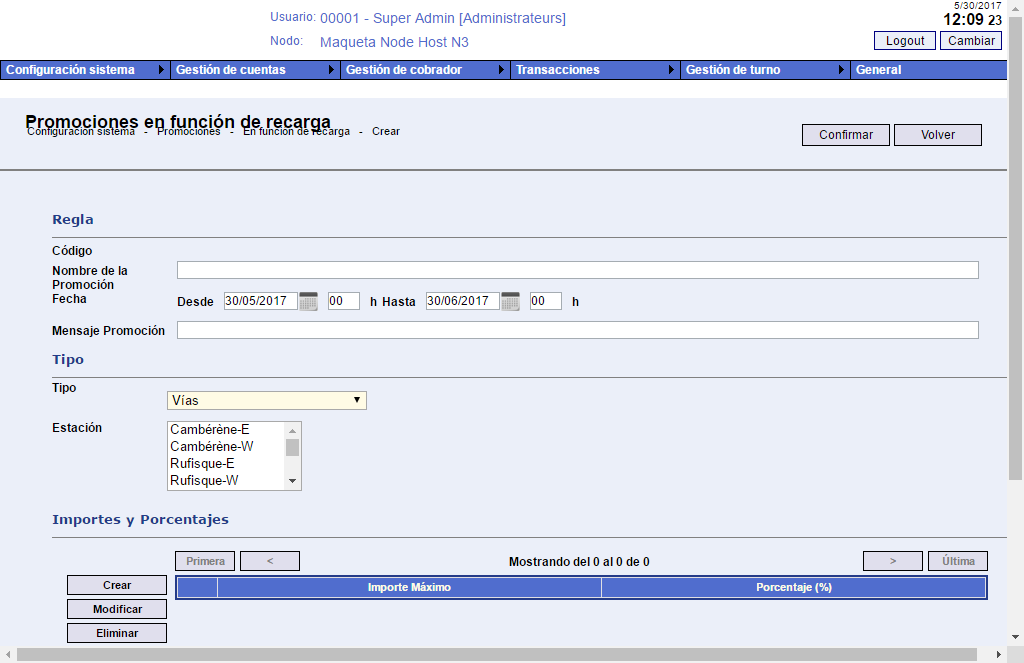 5/30/2017
Usuario: 00001 - Super Admin [Administrateurs]
12:09 23
Nodo: Maqueta Node Host N3
Logout Cambiar
Configuración sistema Gestión de cuentas Gestión de cobrador Transacciones Gestión de turno General
Promociones en función de recarga
Configuración sistema - Promociones - En función de recarga - Crear
Confirmar Volver
Regla
Código
Nombre de la
Promoción
Fecha
Desde 30/05/2017 00 h Hasta 30/06/2017 00 h
Mensaje Promoción
Tipo
Tipo
Vías
Estación
Cambérène-E
Cambérène-W
Rufisque-E
Rufisque-W
Importes y Porcentajes
Primera < Mostrando del 0 al 0 de 0 > Última
Crear
Importe Máximo Porcentaje (%)
Modificar
Eliminar